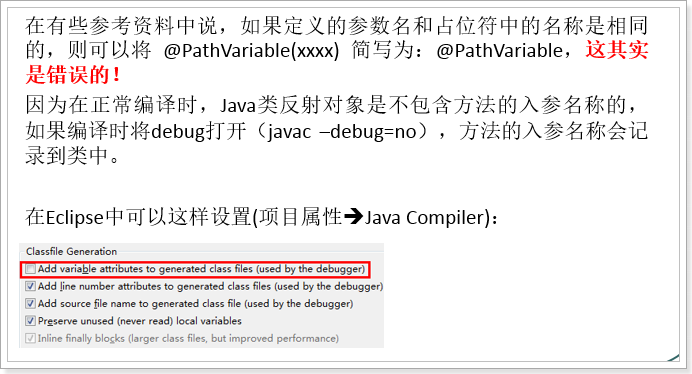 在有些参考资料中说，如果定义的参数名和占位符中的名称是相同
的，则可以将 @PathVariable(xxxx) 简写为：@PathVariable，这其实
是错误的！
因为在正常编译时，Java类反射对象是不包含方法的入参名称的，
如果编译时将debug打开（javac –debug=no），方法的入参名称会记
录到类中。
在Eclipse中可以这样设置(项目属性➔Java Compiler)：
Classfile Generation
Add variable attributes to generated class files (used by the debugger)
Add line number attributes to generated class files (used by the debugger)
Add source file name to generated class file (used by the debugger)
Preserve unused (never read) local variables
Inline finally blocks (larger class files, but improved performance)